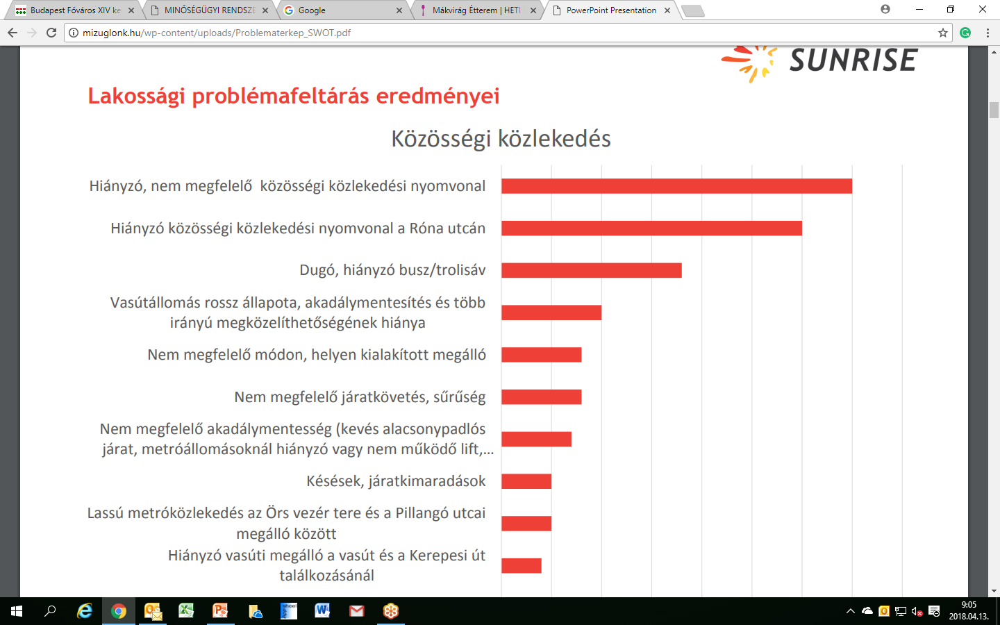 Budapest Főváros XIV ke
MINŐSÉGÜGYI RENDSZE
Google
Mákvirág Étterem | HETI
PowerPoint Presentation
mizuglonk.hu/wp-content/uploads/Problematerkep_SWOT.pdf
SUNRISE
Lakossági problémafeltárás eredményei
Közösségi közlekedés
Hiányzó, nem megfelelő közösségi közlekedési nyomvonal
Hiányzó közösségi közlekedési nyomvonal a Róna utcán
Dugó, hiányzó busz/trolisáv
Vasútállomás rossz állapota, akadálymentesítés és több
irányú megközelíthetőségének hiánya
Nem megfelelő módon, helyen kialakított megálló
Nem megfelelő járatkövetés, sűrűség
Nem megfelelő akadálymentesség (kevés alacsonypadlós
járat, metróállomásoknál hiányzó vagy nem működő lift,...
Késések, járatkimaradások
Lassú metróközlekedés az Örs vezér tere és a Pillangó utcai
megálló között
Hiányzó vasúti megálló a vasút és a Kerepesi út
találkozásánál
9:05
2018.04.13.